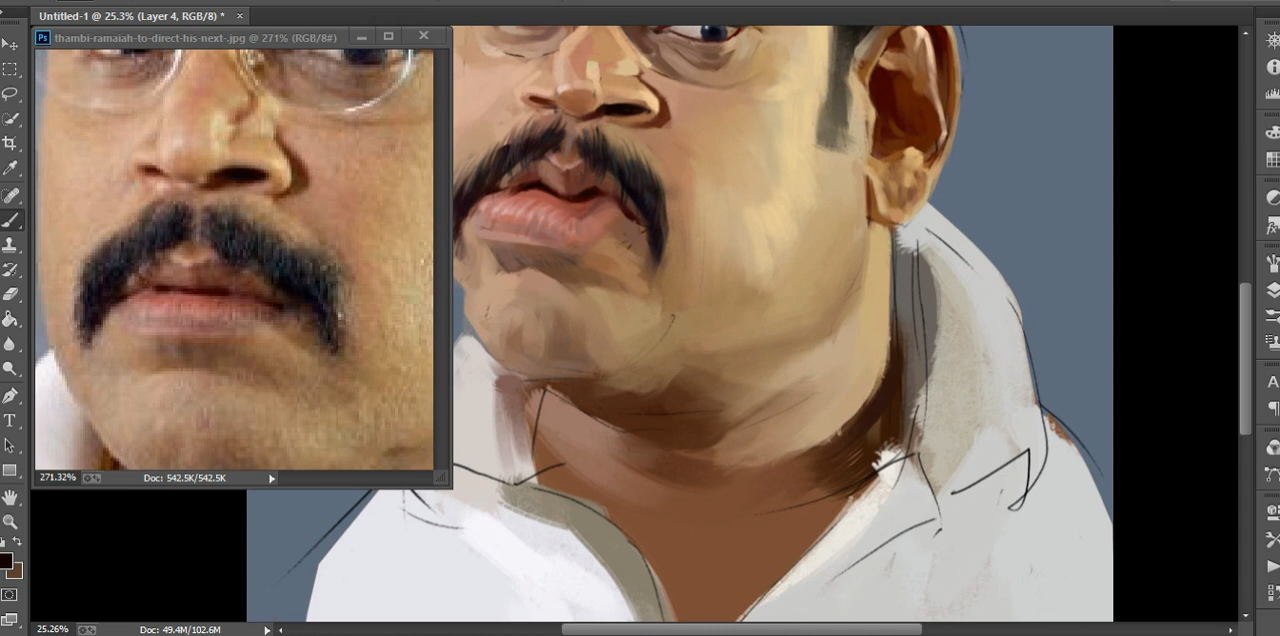 Untitled-1 @ 25.3% (Layer 4, RGB/8) * ×
Ps thambi-ramaiah-to-direct-his-next-.jpg @ 271% (RGB/8#)
271.32% Doc: 542.5K/542.5K
25.26% Doc: 49.4M/102.6M